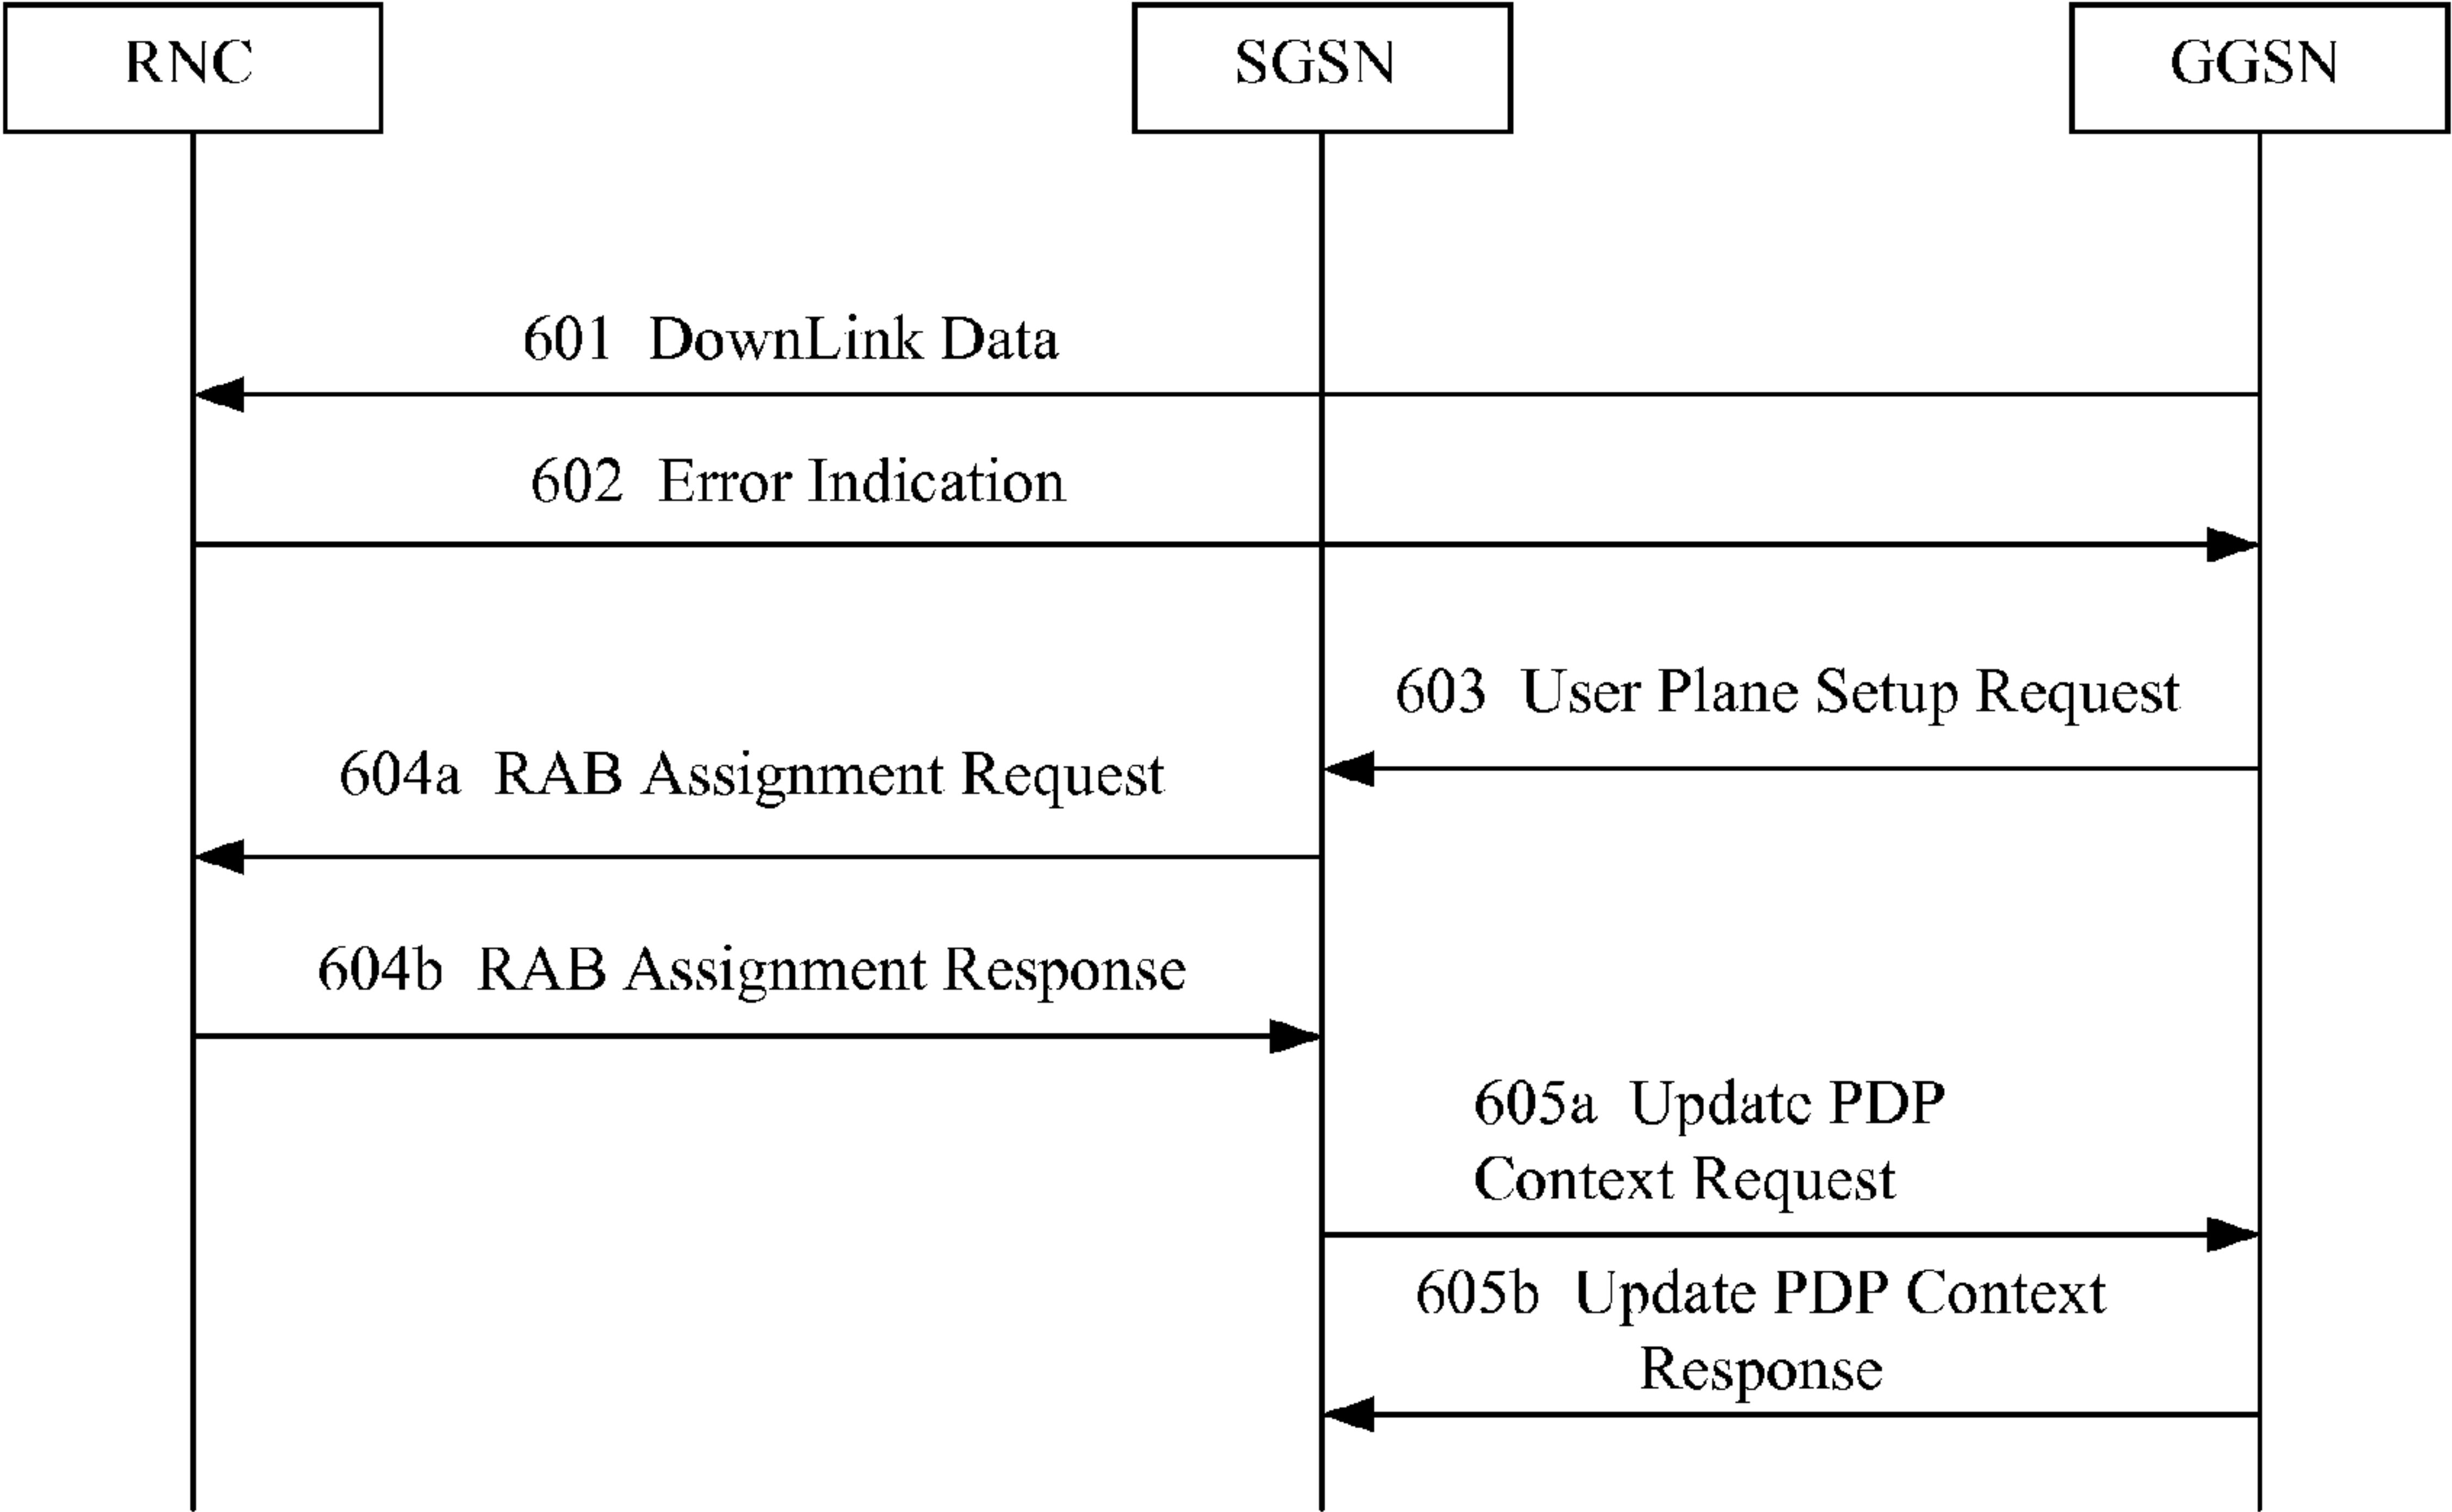 RNC
SGSN
GGSN
601 DownLink Data
602 Error Indication
603 User Plane Setup Request
604a RAB Assignment Request
604b RAB Assignment Response
605a Update PDP
Context Request
605b Update PDP Context
Response